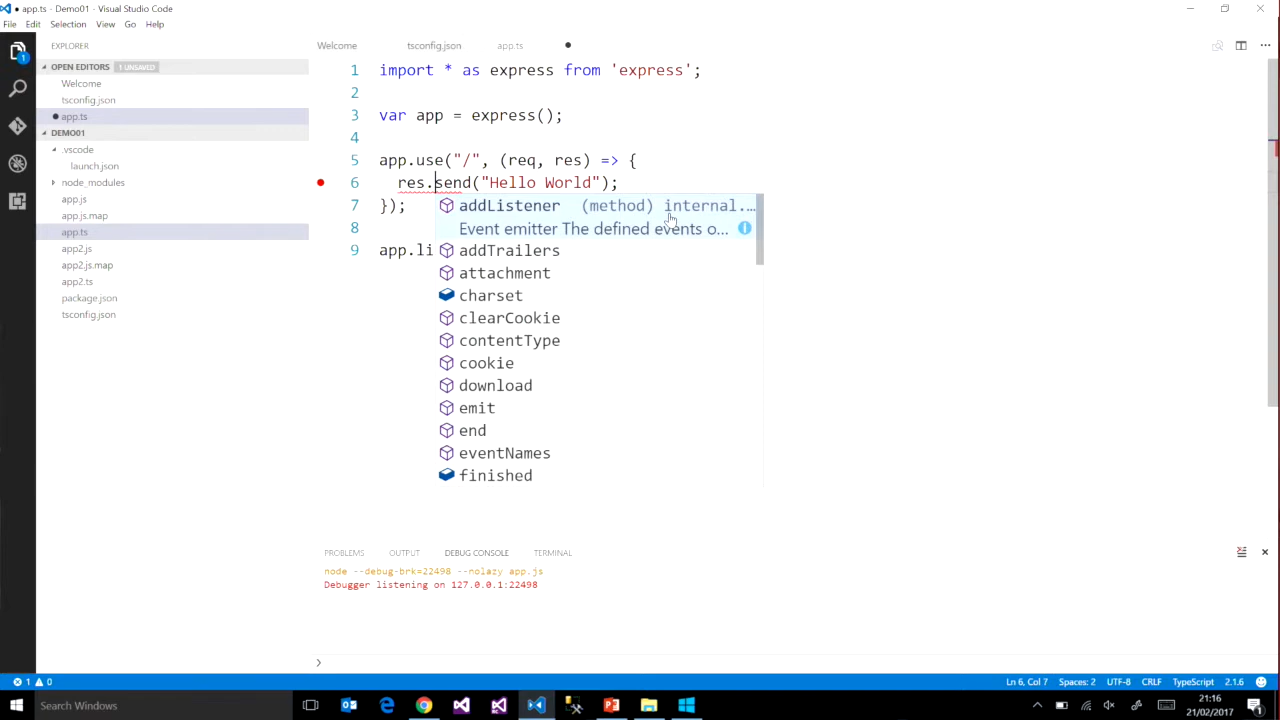 ● app.ts - Demo01 - Visual Studio Code
File Edit Selection View Go Help
EXPLORER
OPEN EDITORS 1 UNSAVED
Welcome
tsconfig.json
app.ts
DEMO01
.vscode
launch.json
node_modules
app.js
app.js.map
app.ts
app2.js
app2.js.map
app2.ts
package.json
tsconfig.json
Welcome tsconfig.json app.ts
1 import * as express from 'express';
2
3 var app = express();
4
5 app.use("/", (req, res) => {
6 res.send("Hello World");
7 });
8
9 app.li
addListener (method) internal.…
Event emitter The defined events o…
addTrailers
attachment
charset
clearCookie
contentType
cookie
download
emit
end
eventNames
finished
PROBLEMS OUTPUT DEBUG CONSOLE TERMINAL
node --debug-brk=22498 --nolazy app.js
Debugger listening on 127.0.0.1:22498
1 0 Ln 6, Col 7 Spaces: 2 UTF-8 CRLF TypeScript 2.1.6
Search Windows
21:16
21/02/2017
1